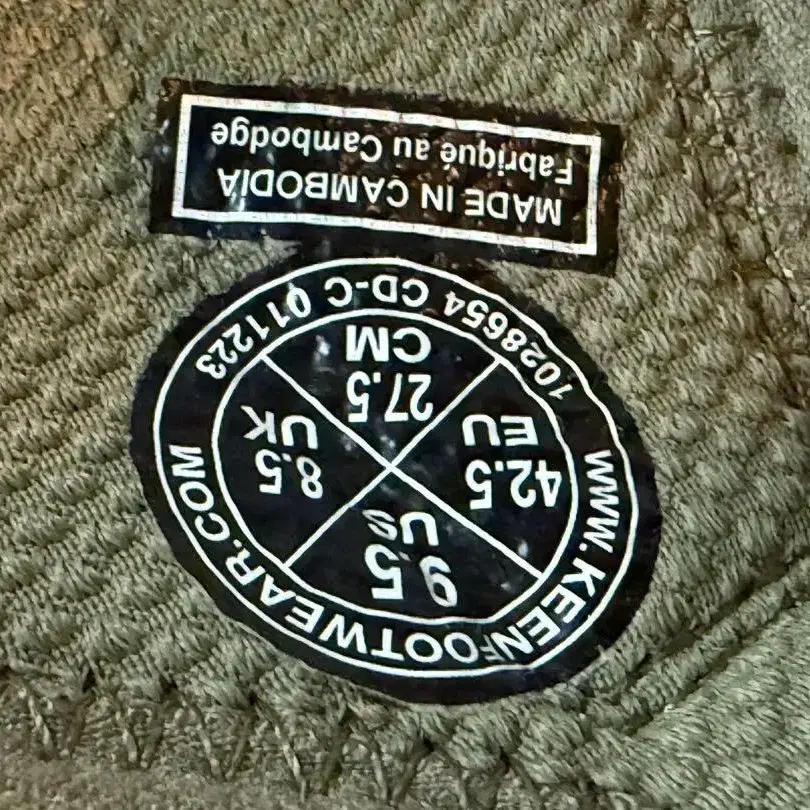 WWW.KEENFOOTWEAR.COM
9.5
US
42.5
EU
8.5
UK
27.5
CM
1028654 CD-C 011223
MADE IN CAMBODIA
Fabriqué au Cambodge